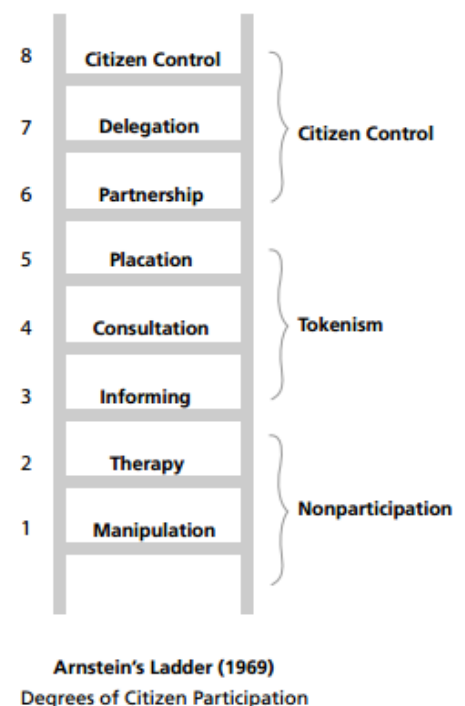 8 Citizen Control
7 Delegation
Citizen Control
6 Partnership
5 Placation
4 Consultation
Tokenism
3 Informing
2 Therapy
Nonparticipation
1 Manipulation
Arnstein's Ladder (1969)
Degrees of Citizen Participation